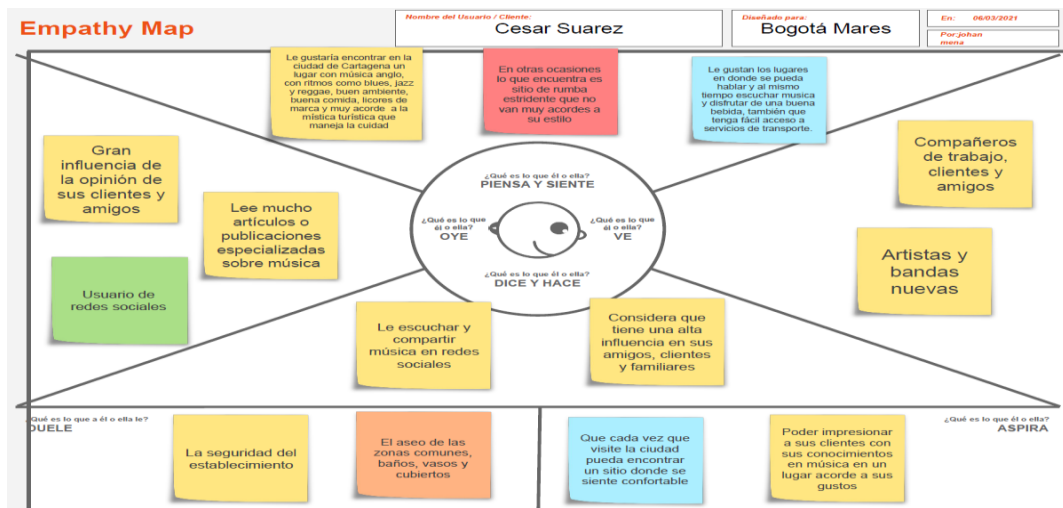 Empathy Map
Nombre del Usuario / Cliente:
Cesar Suarez
Diseñado para:
Bogotá Mares
En: 06/03/2021
Por:johan
mena
Le gustaría encontrar en la
ciudad de Cartagena un
lugar con música anglo,
con ritmos como blues, jazz
y reggae, buen ambiente,
buena comida, licores de
marca y muy acorde a la
mística turística que
maneja la cuidad
En otras ocasiones
lo que encuentra es
sitio de rumba
estridente que no
van muy acordes a
su estilo
Le gustan los lugares
en donde se pueda
hablar y al mismo
tiempo escuchar musica
y disfrutar de una buena
bebida, también que
tenga fácil acceso a
servicios de transporte.
Gran
influencia de
la opinión de
sus clientes y
amigos
Lee mucho
artículos o
publicaciones
especializadas
sobre música
Usuario de
redes sociales
¿Qué es lo que él o ella?
PIENSA Y SIENTE
¿Qué es lo que
él o ella?
OYE
¿Qué es lo que
él o ella?
VE
¿Qué es lo que él o ella?
DICE Y HACE
Compañeros
de trabajo,
clientes y
amigos
Artistas y
bandas
nuevas
Le escuchar y
compartir
música en redes
sociales
Considera que
tiene una alta
influencia en sus
amigos, clientes
y familiares
¿Qué es lo que a él o ella le?
DUELE
La seguridad del
establecimiento
El aseo de las
zonas comunes,
baños, vasos y
cubiertos
Que cada vez que
visite la ciudad
pueda encontrar
un sitio donde se
siente confortable
Poder impresionar
a sus clientes con
sus conocimientos
en música en un
lugar acorde a sus
gustos
¿Qué es lo que él o ella?
ASPIRA